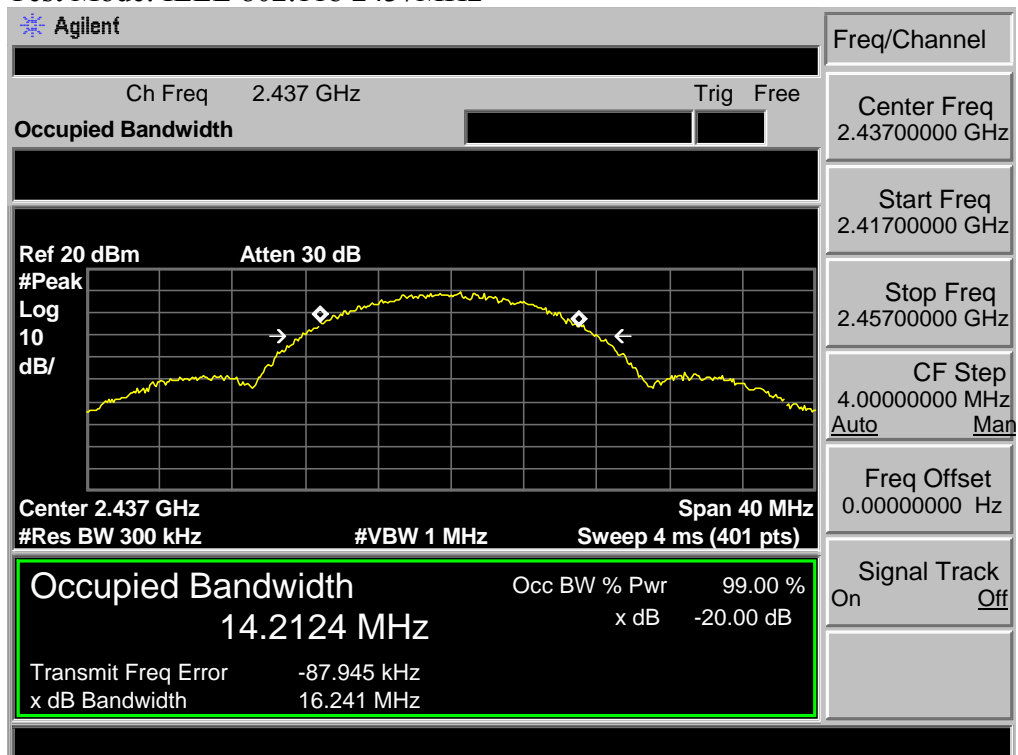 Agilent
Freq/Channel
Ch Freq 2.437 GHz Trig Free
Occupied Bandwidth
Center Freq
2.43700000 GHz
Start Freq
2.41700000 GHz
Ref 20 dBm Atten 30 dB
#Peak
Log
10
dB/
Stop Freq
2.45700000 GHz
CF Step
4.00000000 MHz
Auto Man
Center 2.437 GHz Span 40 MHz
#Res BW 300 kHz #VBW 1 MHz Sweep 4 ms (401 pts)
Freq Offset
0.00000000 Hz
Occupied Bandwidth Occ BW % Pwr 99.00 %
14.2124 MHz x dB -20.00 dB
Transmit Freq Error -87.945 kHz
x dB Bandwidth 16.241 MHz
Signal Track
On Off